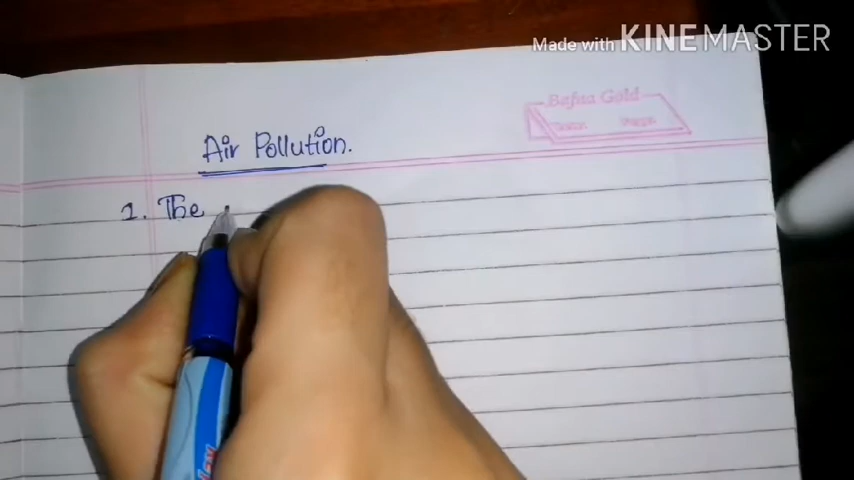 Made with KINEMASTER
Bafna Gold
Air Pollution.
1. The